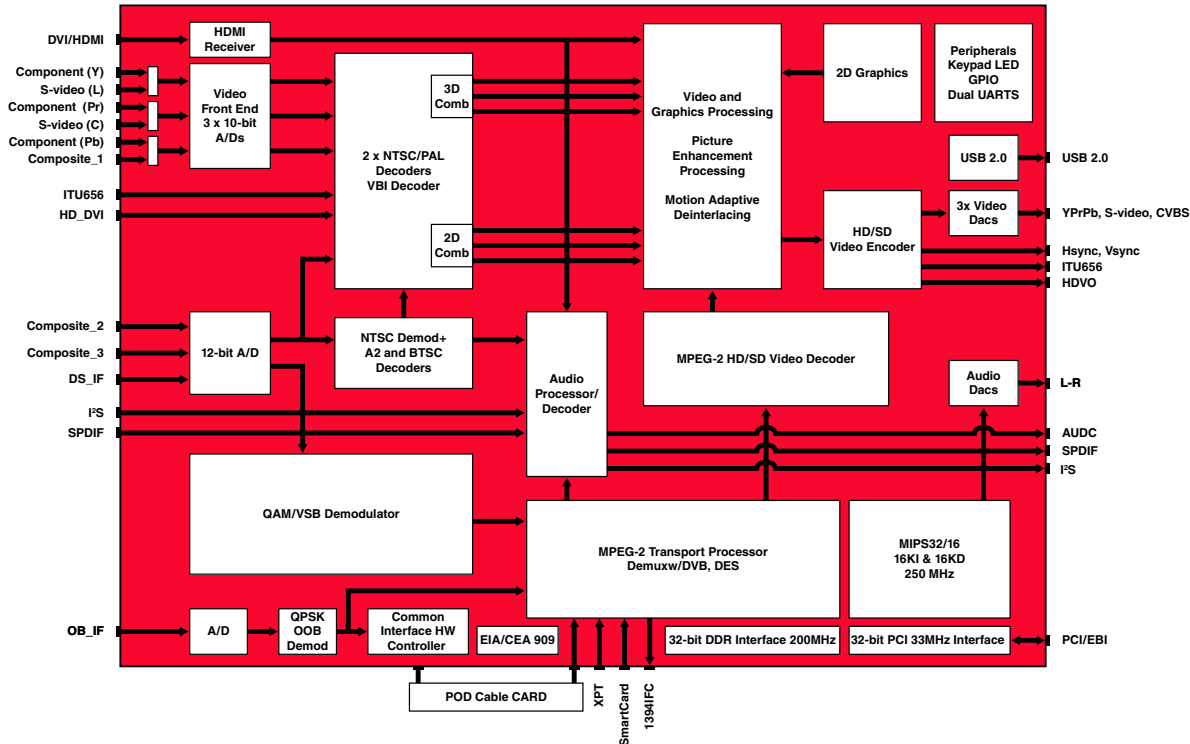 DVI/HDMI
Component (Y)
S-video (L)
Component (Pr)
S-video (C)
Component (Pb)
Composite_1
ITU656
HD_DVI
Composite_2
Composite_3
DS_IF
I²S
SPDIF
OB_IF
HDMI
Receiver
Video
Front End
3 x 10-bit
A/Ds
2 x NTSC/PAL
Decoders
VBI Decoder
3D
Comb
2D
Comb
Video and
Graphics Processing
Picture
Enhancement
Processing
Motion Adaptive
Deinterlacing
2D Graphics
Peripherals
Keypad LED
GPIO
Dual UARTS
USB 2.0
USB 2.0
3x Video
Dacs
YPrPb, S-video, CVBS
HD/SD
Video Encoder
Hsync, Vsync
ITU656
HDVO
12-bit A/D
NTSC Demod+
A2 and BTSC
Decoders
Audio
Processor/
Decoder
MPEG-2 HD/SD Video Decoder
Audio
Dacs
L-R
AUDC
SPDIF
I²S
QAM/VSB Demodulator
MPEG-2 Transport Processor
Demuxw/DVB, DES
MIPS32/16
16KI & 16KD
250 MHz
A/D
QPSK
OOB
Demod
Common
Interface HW
Controller
EIA/CEA 909
32-bit DDR Interface 200MHz
32-bit PCI 33MHz Interface
PCI/EBI
POD Cable CARD
XPT
SmartCard
1394IFC